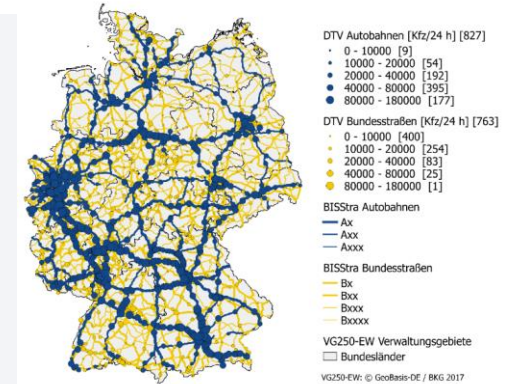 DTV Autobahnen [Kfz/24 h] [827]
0 - 10000 [9]
10000 - 20000 [54]
20000 - 40000 [192]
40000 - 80000 [395]
80000 - 180000 [177]
DTV Bundesstraßen [Kfz/24 h] [763]
0 - 10000 [400]
10000 - 20000 [254]
20000 - 40000 [83]
40000 - 80000 [25]
80000 - 180000 [1]
BISStra Autobahnen
Ax
Axx
Axxx
BISStra Bundesstraßen
Bx
Bxx
Bxxx
Bxxxx
VG250-EW Verwaltungsgebiete
Bundesländer
VG250-EW: © GeoBasis-DE / BKG 2017